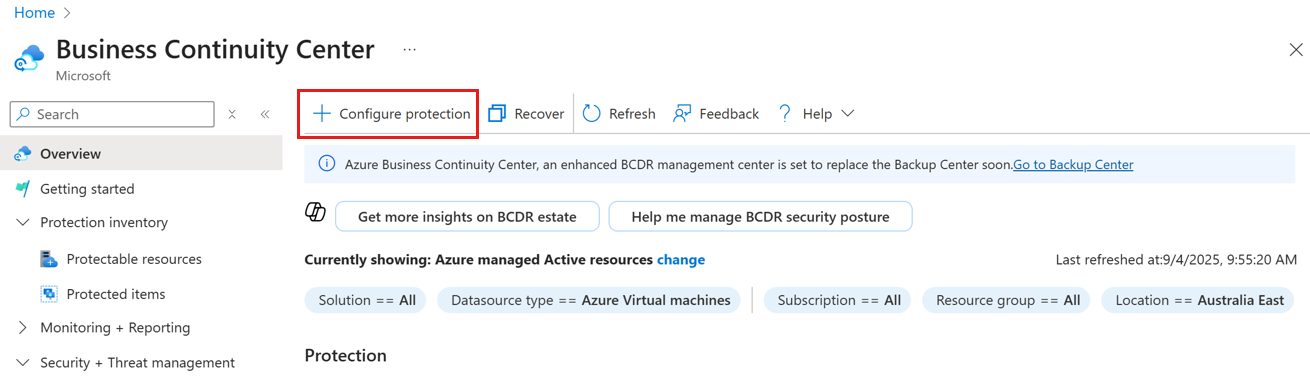 Home
Business Continuity Center ...
Microsoft
Search
Configure protection
Recover
Refresh
Feedback
? Help
Overview
Azure Business Continuity Center, an enhanced BCDR management center is set to replace the Backup Center soon.Go to Backup Center
Getting started
Get more insights on BCDR estate
Help me manage BCDR security posture
Protection inventory
Protectable resources
Currently showing: Azure managed Active resources change
Last refreshed at:9/4/2025, 9:55:20 AM
Protected items
Solution == All
Datasource type == Azure Virtual machines
Subscription == All
Resource group == All
Location == Australia East
Monitoring + Reporting
Protection
Security + Threat management